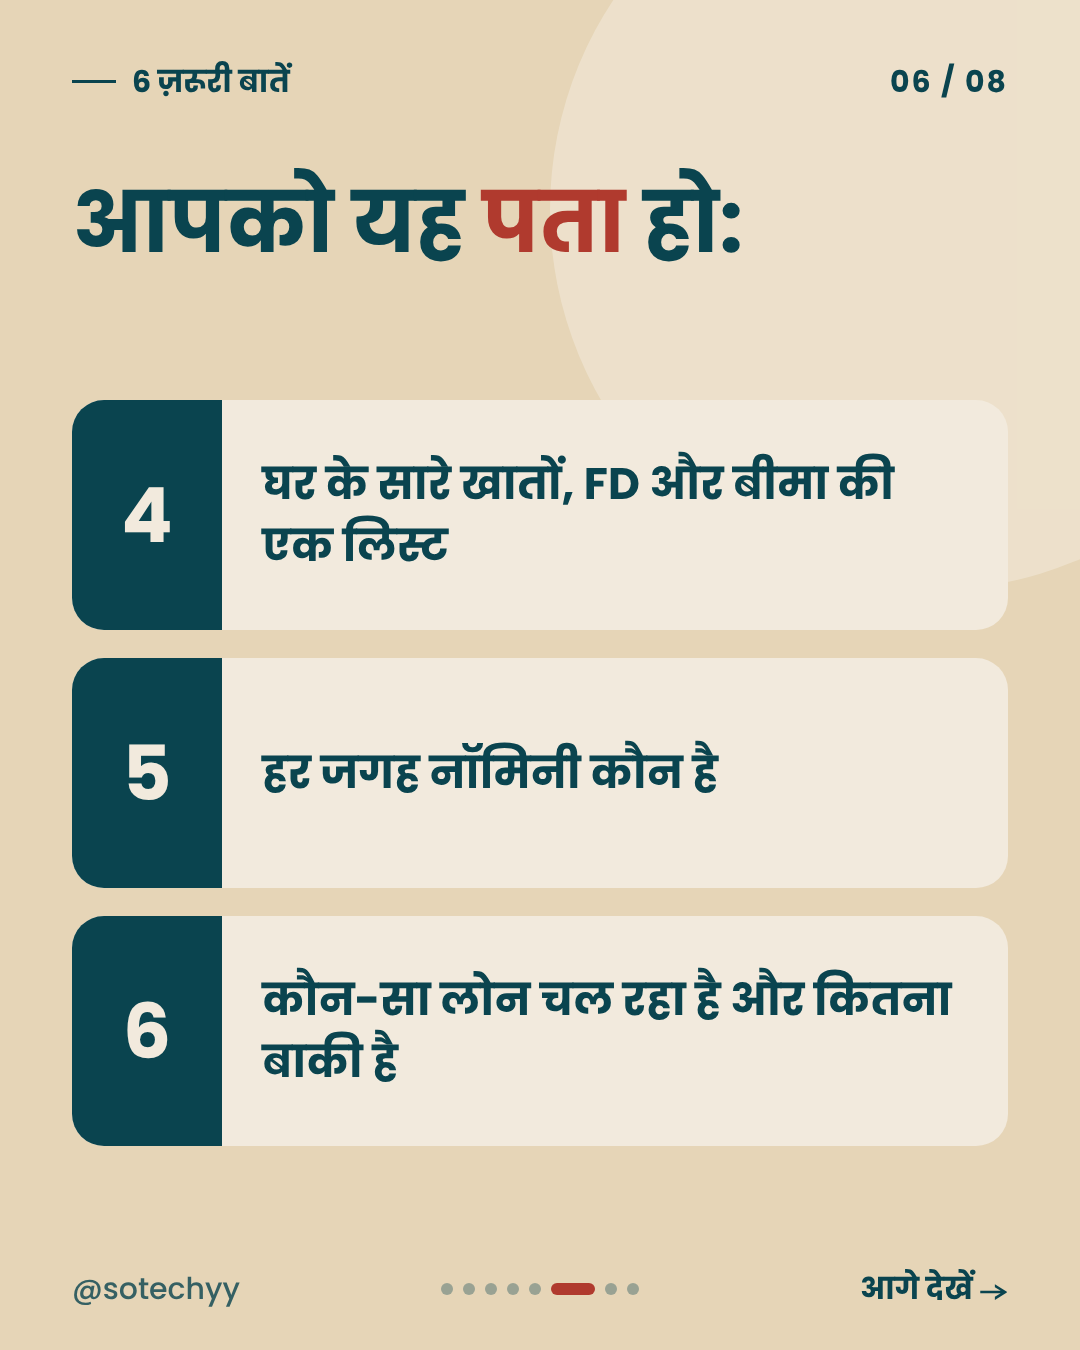 6 ज़रूरी बातें
06 / 08
आपको यह पता हो:
4
घर के सारे खातों, FD और बीमा की
एक लिस्ट
5
हर जगह नॉमिनी कौन है
6
कौन-सा लोन चल रहा है और कितना
बाकी है
@sotechyy
आगे देखें →